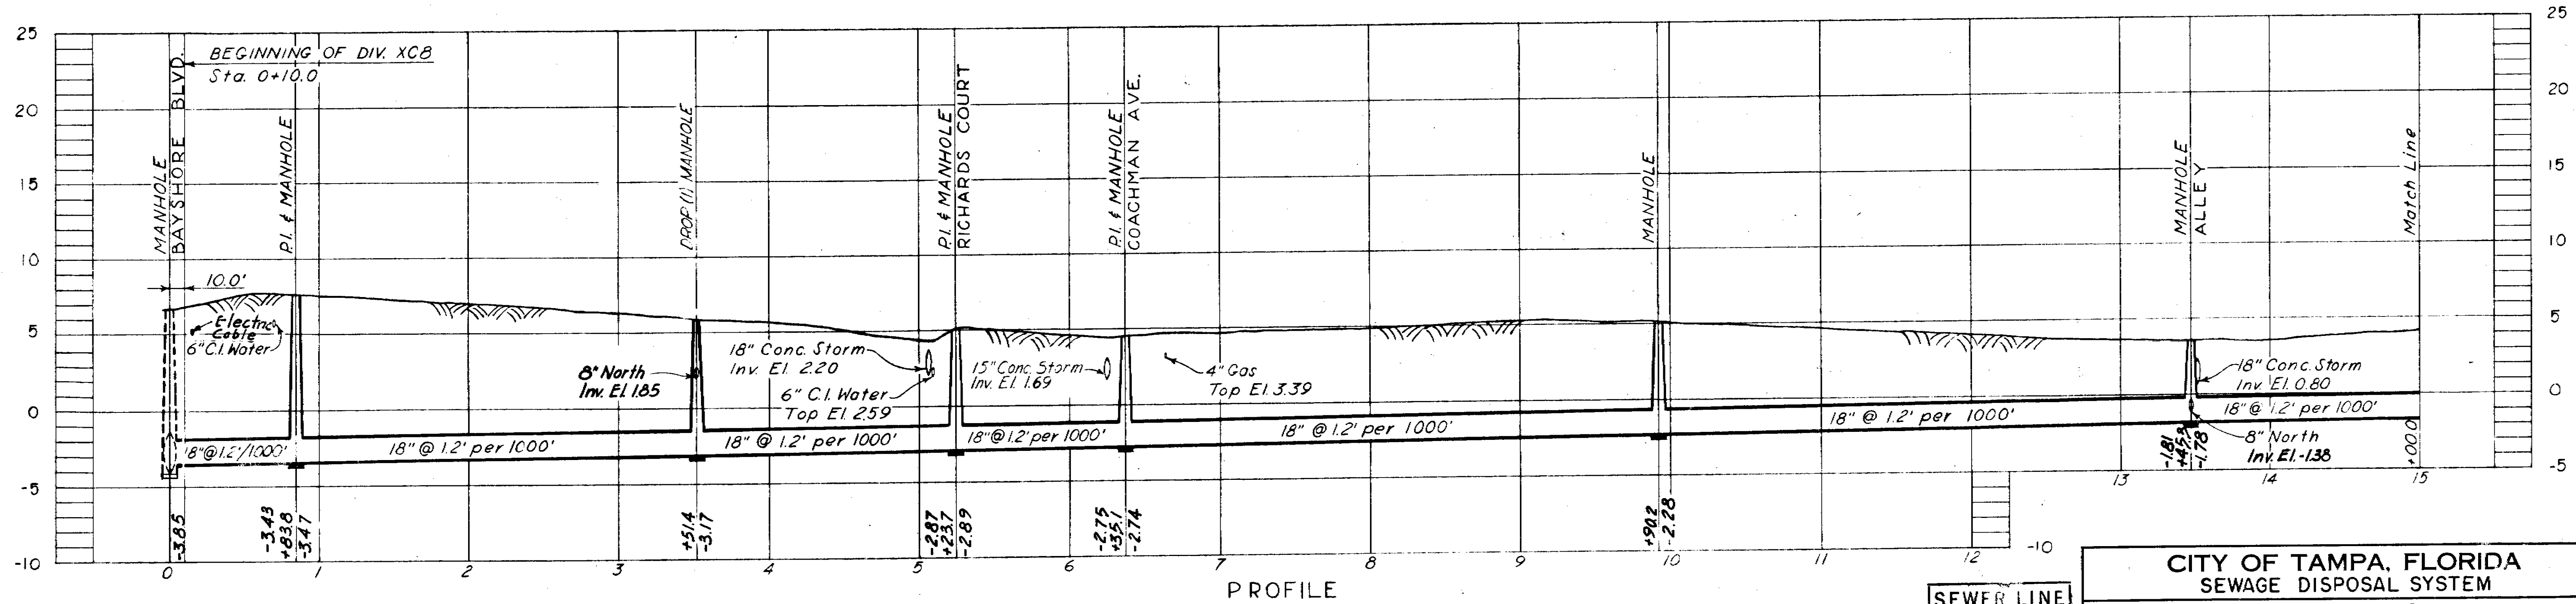 25
20
15
10
5
0
-5
-10
BEGINNING OF DIV. XC8
Sta. 0+10.0
MANHOLE
BAYSHORE BLVD.
P.I. & MANHOLE
DROP (1) MANHOLE
P.I. & MANHOLE
RICHARDS COURT
P.I. & MANHOLE
COACHMAN AVE.
MANHOLE
MANHOLE
ALLEY
Match Line
25
20
15
10
5
0
-5
-10
10.0'
Electric
Cable
6" C.I. Water
8" North
Inv. El. 1.85
18" Conc. Storm
Inv. El. 2.20
6" C.I. Water
Top El. 2.59
15" Conc. Storm
Inv. El. 1.69
4" Gas
Top El. 3.39
18" Conc. Storm
Inv. El. 0.80
8" North
Inv. El. -1.38
18" @ 1.2'/1000'
18" @ 1.2' per 1000'
18" @ 1.2' per 1000'
18" @ 1.2' per 1000'
18" @ 1.2' per 1000'
18" @ 1.2' per 1000'
18" @ 1.2' per 1000'
-3.85
-3.43
+83.8
-3.47
+51.4
-3.17
-2.87
+23.7
-2.89
-2.75
+35.1
-2.74
+90.2
-2.28
-1.81
+45.8
-1.78
+00.0
0 1 2 3 4 5 6 7 8 9 10 11 12
13 14 15
PROFILE
SEWER LINE
CITY OF TAMPA, FLORIDA
SEWAGE DISPOSAL SYSTEM